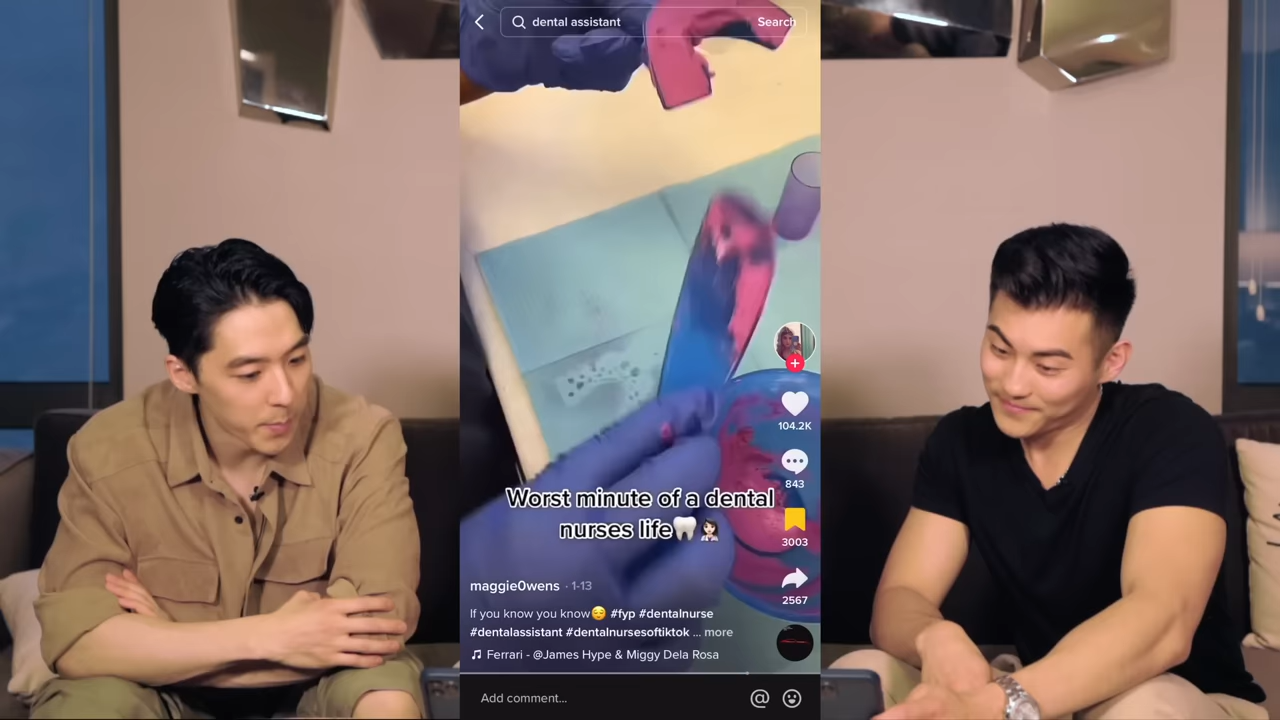 dental assistant
Search
104.2K
843
Worst minute of a dental
nurses life🦷👩🏻‍⚕️
3003
maggie0wens · 1-13
2567
If you know you know😌 #fyp #dentalnurse
#dentalassistant #dentalnursesoftiktok ... more
Ferrari - @James Hype & Miggy Dela Rosa
Add comment...